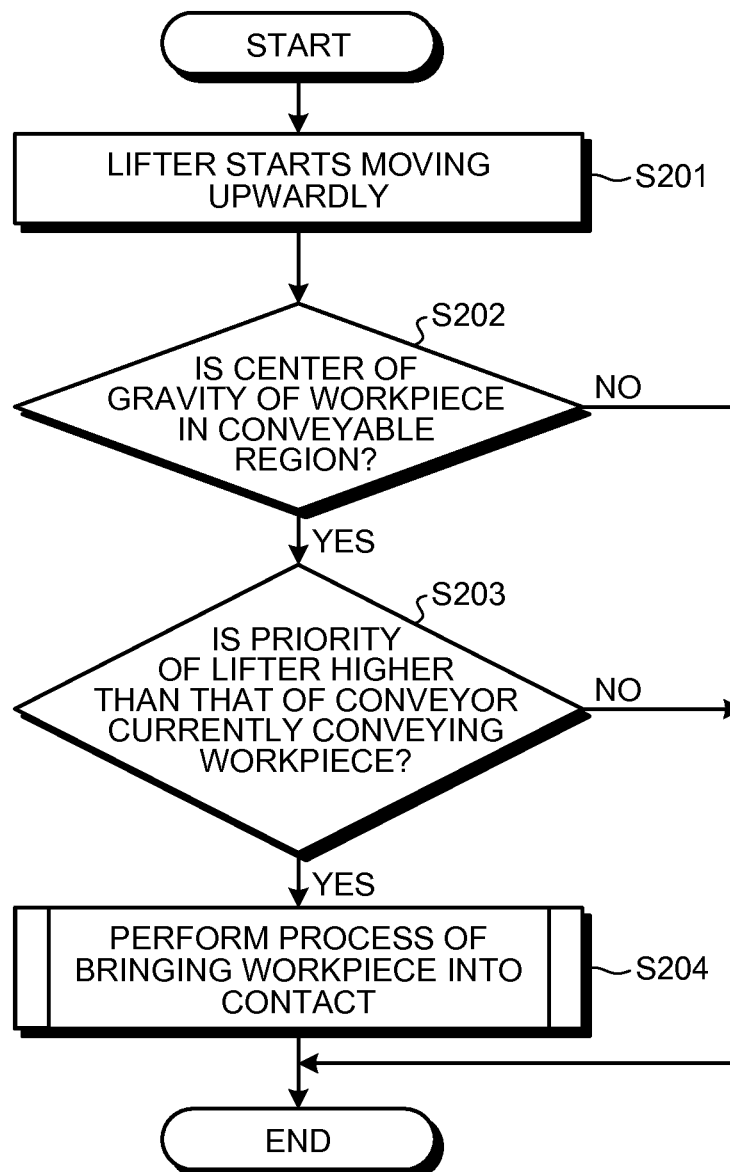 START
LIFTER STARTS MOVING
UPWARDLY
S201
S202
IS CENTER OF
GRAVITY OF WORKPIECE
IN CONVEYABLE
REGION?
NO
YES
S203
IS PRIORITY
OF LIFTER HIGHER
THAN THAT OF CONVEYOR
CURRENTLY CONVEYING
WORKPIECE?
NO
YES
PERFORM PROCESS OF
BRINGING WORKPIECE INTO
CONTACT
S204
END